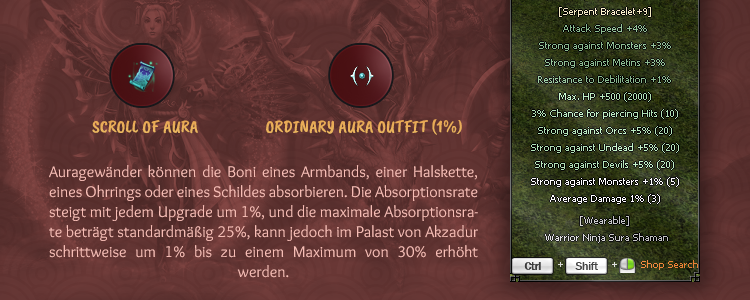 SCROLL OF AURA
ORDINARY AURA OUTFIT (1%)
Auragewänder können die Boni eines Armbands, einer Halskette,
eines Ohrrings oder eines Schildes absorbieren. Die Absorptionsrate
steigt mit jedem Upgrade um 1%, und die maximale Absorptionsra-
te beträgt standardmäßig 25%, kann jedoch im Palast von Akzadur
schrittweise um 1% bis zu einem Maximum von 30% erhöht
werden.
[Serpent Bracelet+9]
Attack Speed +4%
Strong against Monsters +3%
Strong against Metins +3%
Resistance to Debilitation +1%
Max. HP +500 (2000)
3% Chance for piercing Hits (10)
Strong against Orcs +5% (20)
Strong against Undead +5% (20)
Strong against Devils +5% (20)
Strong against Monsters +1% (5)
Average Damage 1% (3)
[Wearable]
Warrior Ninja Sura Shaman
Ctrl + Shift + Shop Search